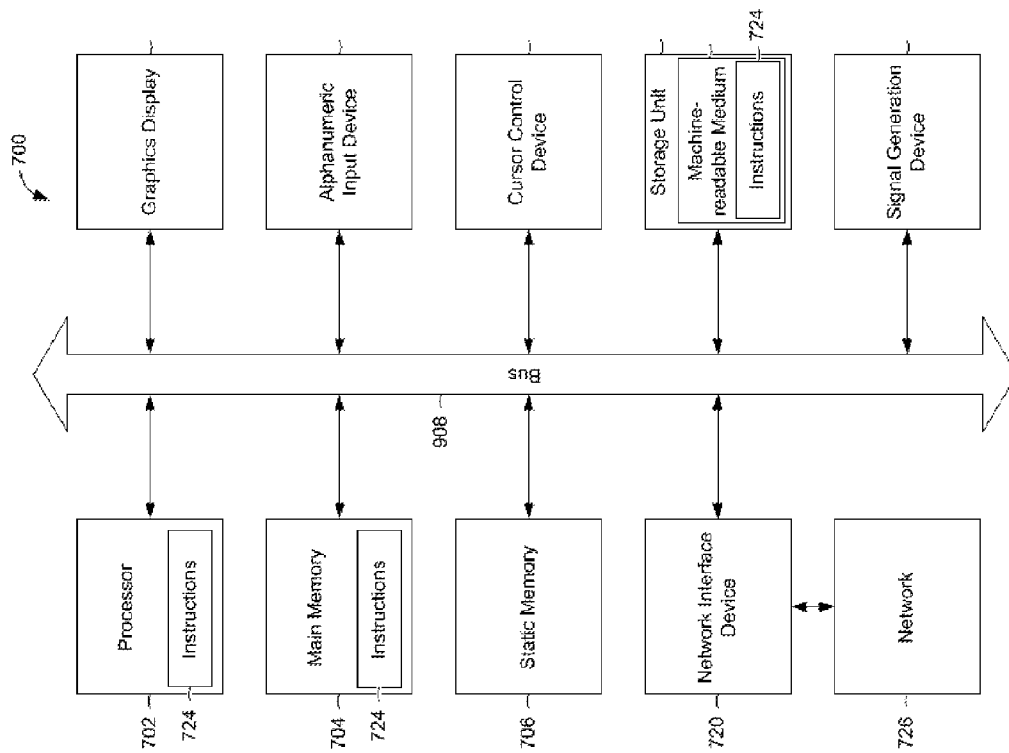 700
Processor
Instructions
702
724
Main Memory
Instructions
704
724
Static Memory
706
Network Interface
Device
720
Network
726
Bus
908
Graphics Display
Alphanumeric
Input Device
Cursor Control
Device
Storage Unit
Machine-
readable Medium
Instructions
724
Signal Generation
Device